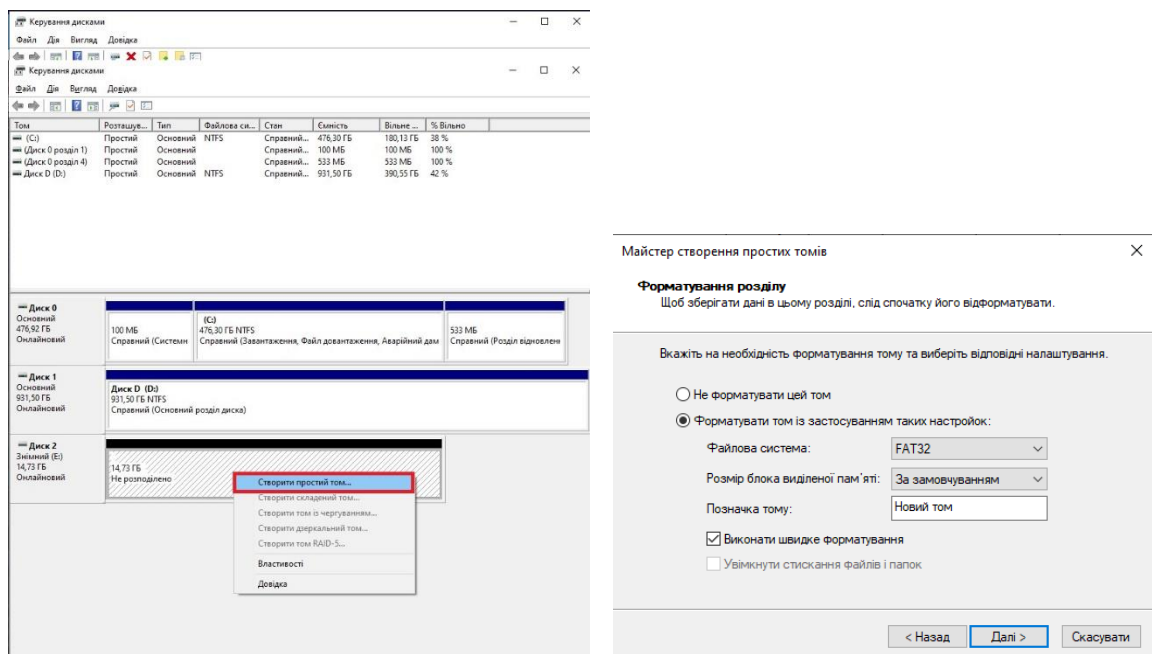 Керування дисками
Файл Дія Вигляд Довідка
Керування дисками
Файл Дія Вигляд Довідка
Том Розташув... Тип Файлова си... Стан Ємність Вільне ... % Вільно
(C:) Простий Основний NTFS Справний... 476,30 ГБ 180,13 ГБ 38 %
(Диск 0 розділ 1) Простий Основний Справний... 100 МБ 100 МБ 100 %
(Диск 0 розділ 4) Простий Основний Справний... 533 МБ 533 МБ 100 %
Диск D (D:) Простий Основний NTFS Справний... 931,50 ГБ 390,55 ГБ 42 %
Диск 0
Основний
476,92 ГБ
Онлайновий
100 МБ
Справний (Системн
(C:)
476,30 ГБ NTFS
Справний (Завантаження, Файл довантаження, Аварійний дам
533 МБ
Справний (Розділ відновленн
Диск 1
Основний
931,50 ГБ
Онлайновий
Диск D (D:)
931,50 ГБ NTFS
Справний (Основний розділ диска)
Диск 2
Знімний (E:)
14,73 ГБ
Онлайновий
14,73 ГБ
Не розподілено
Створити простий том...
Створити складений том...
Створити том із чергуванням...
Створити дзеркальний том...
Створити том RAID-5...
Властивості
Довідка
Майстер створення простих томів
Форматування розділу
Щоб зберігати дані в цьому розділі, слід спочатку його відформатувати.
Вкажіть на необхідність форматування тому та виберіть відповідні налаштування.
Не форматувати цей том
Форматувати том із застосуванням таких настройок:
Файлова система: FAT32
Розмір блока виділеної пам'яті: За замовчуванням
Позначка тому: Новий том
Виконати швидке форматування
Увімкнути стискання файлів і папок
< Назад Далі > Скасувати